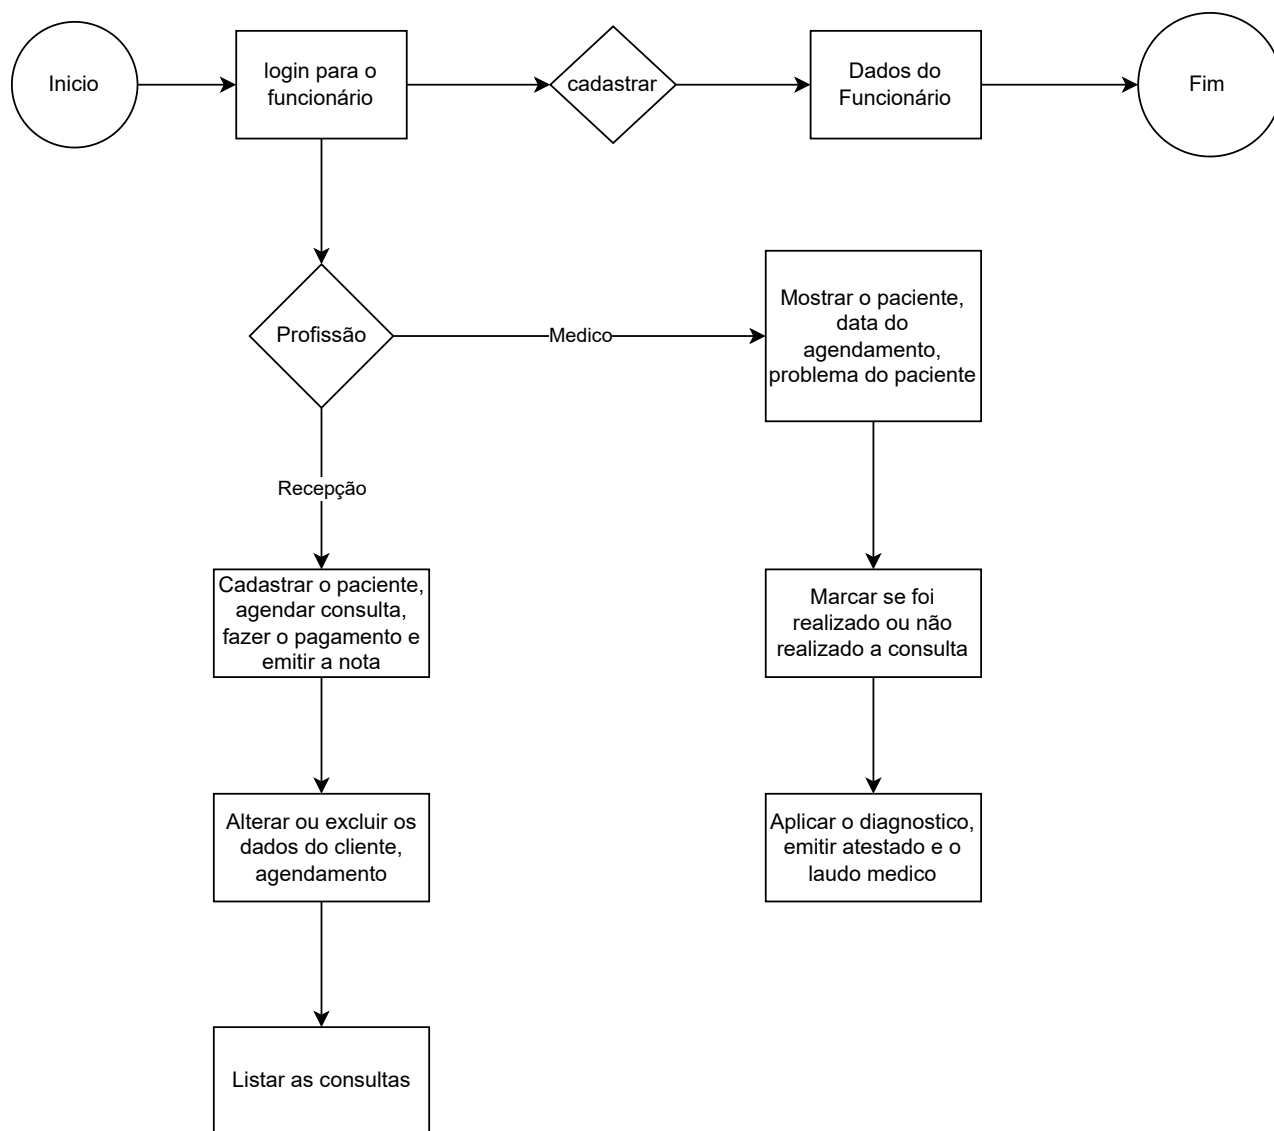 Inicio
login para o
funcionário
cadastrar
Dados do
Funcionário
Fim
Profissão
Medico
Mostrar o paciente,
data do
agendamento,
problema do paciente
Recepção
Cadastrar o paciente,
agendar consulta,
fazer o pagamento e
emitir a nota
Marcar se foi
realizado ou não
realizado a consulta
Alterar ou excluir os
dados do cliente,
agendamento
Aplicar o diagnostico,
emitir atestado e o
laudo medico
Listar as consultas